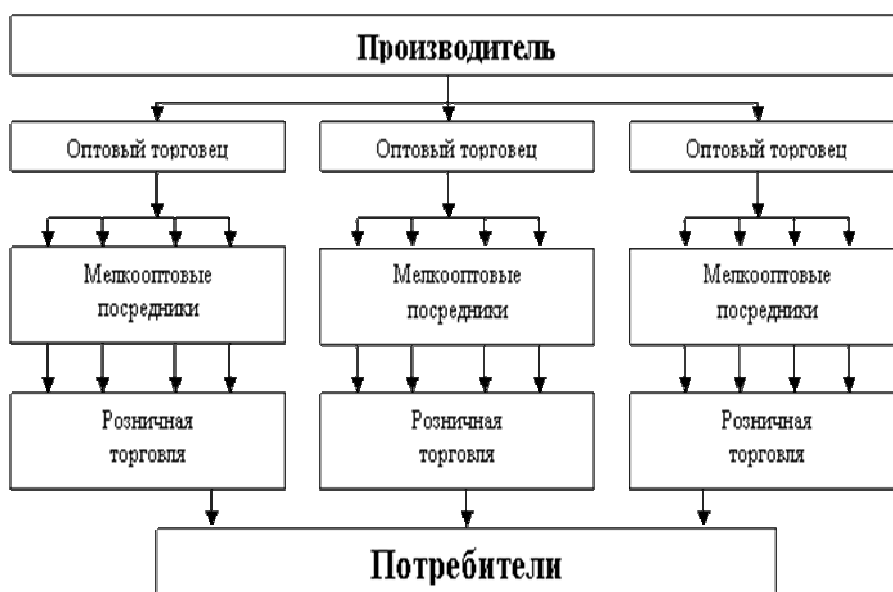 Производитель
Оптовый торговец
Оптовый торговец
Оптовый торговец
Мелкооптовые
посредники
Мелкооптовые
посредники
Мелкооптовые
посредники
Розничная
торговля
Розничная
торговля
Розничная
торговля
Потребители